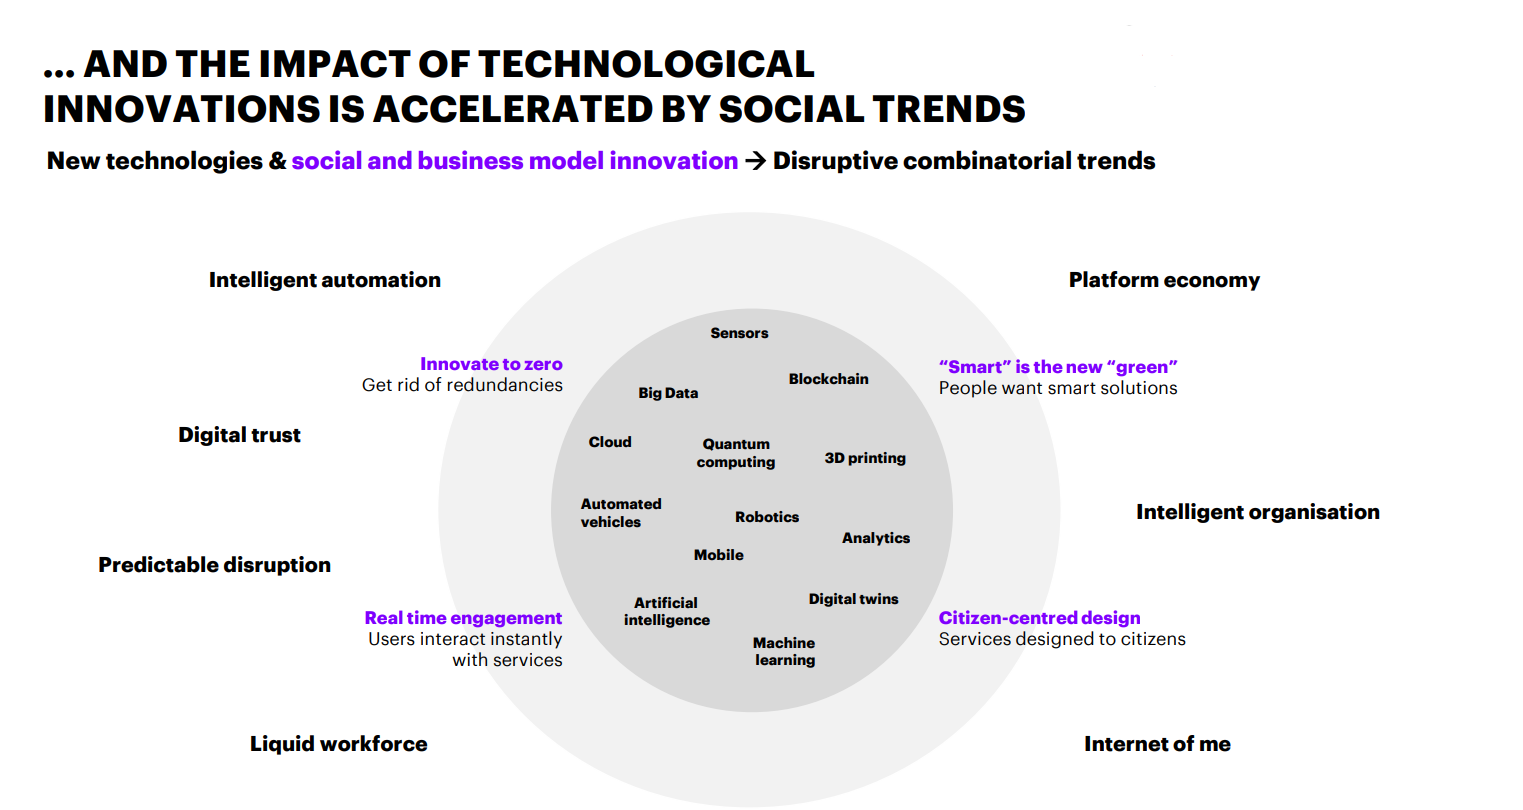 ... AND THE IMPACT OF TECHNOLOGICAL
INNOVATIONS IS ACCELERATED BY SOCIAL TRENDS
New technologies & social and business model innovation → Disruptive combinatorial trends
Intelligent automation
Platform economy
Sensors
Innovate to zero
Get rid of redundancies
Big Data
Blockchain
“Smart” is the new “green”
People want smart solutions
Digital trust
Cloud
Quantum
computing
3D printing
Automated
vehicles
Robotics
Intelligent organisation
Analytics
Mobile
Predictable disruption
Real time engagement
Users interact instantly
with services
Artificial
intelligence
Digital twins
Citizen-centred design
Services designed to citizens
Machine
learning
Liquid workforce
Internet of me